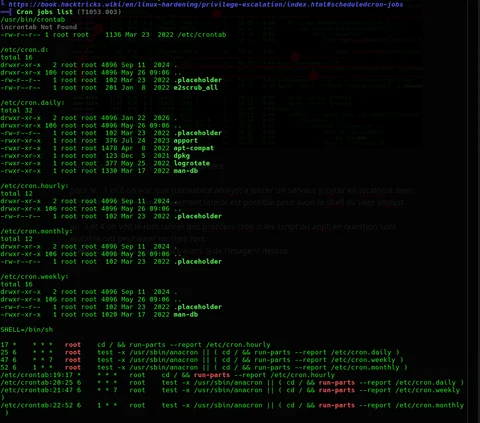 ╚ https://book.hacktricks.wiki/en/linux-hardening/privilege-escalation/index.html#scheduledcron-jobs
══╣ Cron jobs list (T1053.003)
/usr/bin/crontab
incrontab Not Found
-rw-r--r-- 1 root root    1136 Mar 23  2022 /etc/crontab

/etc/cron.d:
total 16
drwxr-xr-x   2 root root 4096 Sep 11  2024 .
drwxr-xr-x   6 root root 4096 May 26 09:06 ..
-rw-r--r--   1 root root  102 Mar 23  2022 .placeholder
-rw-r--r--   1 root root  201 Jan  8  2022 e2scrub_all

/etc/cron.daily:
total 32
drwxr-xr-x   2 root root 4096 Jan 22  2026 .
drwxr-xr-x   6 root root 4096 May 26 09:06 ..
-rw-r--r--   1 root root  102 Mar 23  2022 .placeholder
-rwxr-xr-x   1 root root  376 Jul 24  2023 apport
-rwxr-xr-x   1 root root 1478 Apr  8  2022 apt-compat
-rwxr-xr-x   1 root root  123 Dec  5  2021 dpkg
-rwxr-xr-x   1 root root  377 May 25  2022 logrotate
-rwxr-xr-x   1 root root 1330 Mar 17  2022 man-db

/etc/cron.hourly:
total 12
drwxr-xr-x   2 root root 4096 Sep 11  2024 .
drwxr-xr-x   6 root root 4096 May 26 09:06 ..
-rw-r--r--   1 root root  102 Mar 23  2022 .placeholder

/etc/cron.monthly:
total 12
drwxr-xr-x   2 root root 4096 Sep 11  2024 .
drwxr-xr-x   6 root root 4096 May 26 09:06 ..
-rw-r--r--   1 root root  102 Mar 23  2022 .placeholder

/etc/cron.weekly:
total 16
drwxr-xr-x   2 root root 4096 Sep 11  2024 .
drwxr-xr-x   6 root root 4096 May 26 09:06 ..
-rw-r--r--   1 root root  102 Mar 23  2022 .placeholder
-rwxr-xr-x   1 root root 1020 Mar 17  2022 man-db

SHELL=/bin/sh

17 *    * * *   root    cd / && run-parts --report /etc/cron.hourly
25 6    * * *   root    test -x /usr/sbin/anacron || ( cd / && run-parts --report /etc/cron.daily )
47 6    * * 7   root    test -x /usr/sbin/anacron || ( cd / && run-parts --report /etc/cron.weekly )
52 6    1 * *   root    test -x /usr/sbin/anacron || ( cd / && run-parts --report /etc/cron.monthly )
/etc/crontab:19:17 *    * * *   root    cd / && run-parts --report /etc/cron.hourly
/etc/crontab:20:25 6    * * *   root    test -x /usr/sbin/anacron || ( cd / && run-parts --report /etc/cron.daily )
/etc/crontab:21:47 6    * * 7   root    test -x /usr/sbin/anacron || ( cd / && run-parts --report /etc/cron.weekly
)
/etc/crontab:22:52 6    1 * *   root    test -x /usr/sbin/anacron || ( cd / && run-parts --report /etc/cron.monthly
)